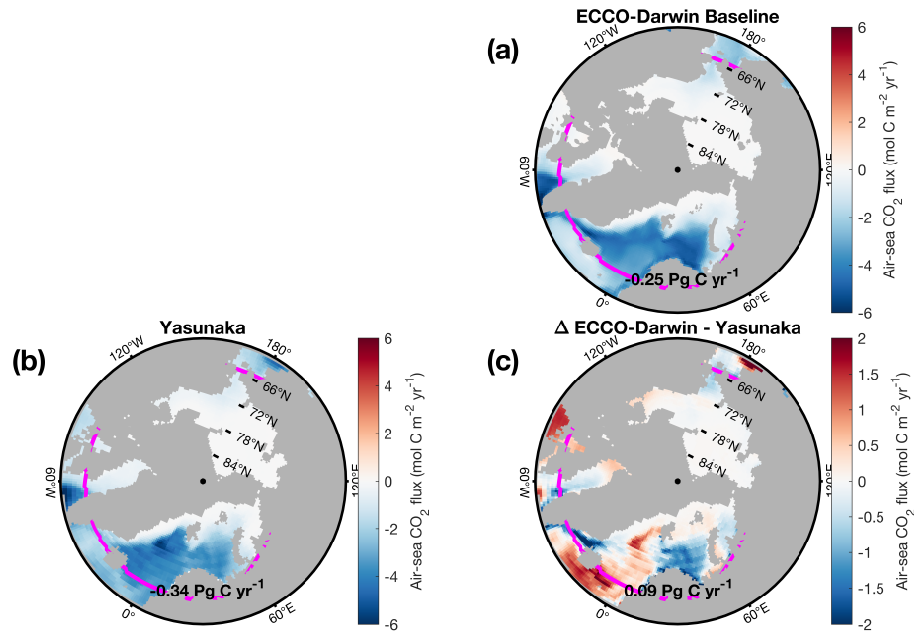 ECCO-Darwin Baseline
(a)
120°W
180°
66°N
72°N
78°N
84°N
60°W
120°E
60°E
0°
-0.25 Pg C yr-1
6
4
2
0
-2
-4
-6
Air-sea CO2 flux (mol C m-2 yr-1)
Yasunaka
(b)
120°W
180°
66°N
72°N
78°N
84°N
60°W
120°E
60°E
0°
-0.34 Pg C yr-1
6
4
2
0
-2
-4
-6
Air-sea CO2 flux (mol C m-2 yr-1)
Δ ECCO-Darwin - Yasunaka
(c)
120°W
180°
66°N
72°N
78°N
84°N
60°W
120°E
60°E
0°
0.09 Pg C yr-1
2
1.5
1
0.5
0
-0.5
-1
-1.5
-2
Air-sea CO2 flux (mol C m-2 yr-1)